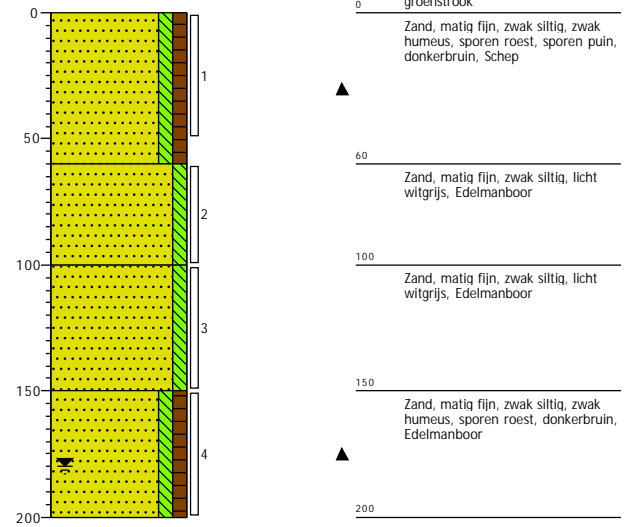 groenstrook
0
0
Zand, matig fijn, zwak siltig, zwak
humeus, sporen roest, sporen puin,
donkerbruin, Schep
1
50
60
Zand, matig fijn, zwak siltig, licht
witgrijs, Edelmanboor
2
100
100
Zand, matig fijn, zwak siltig, licht
witgrijs, Edelmanboor
3
150
150
Zand, matig fijn, zwak siltig, zwak
humeus, sporen roest, donkerbruin,
Edelmanboor
4
200
200